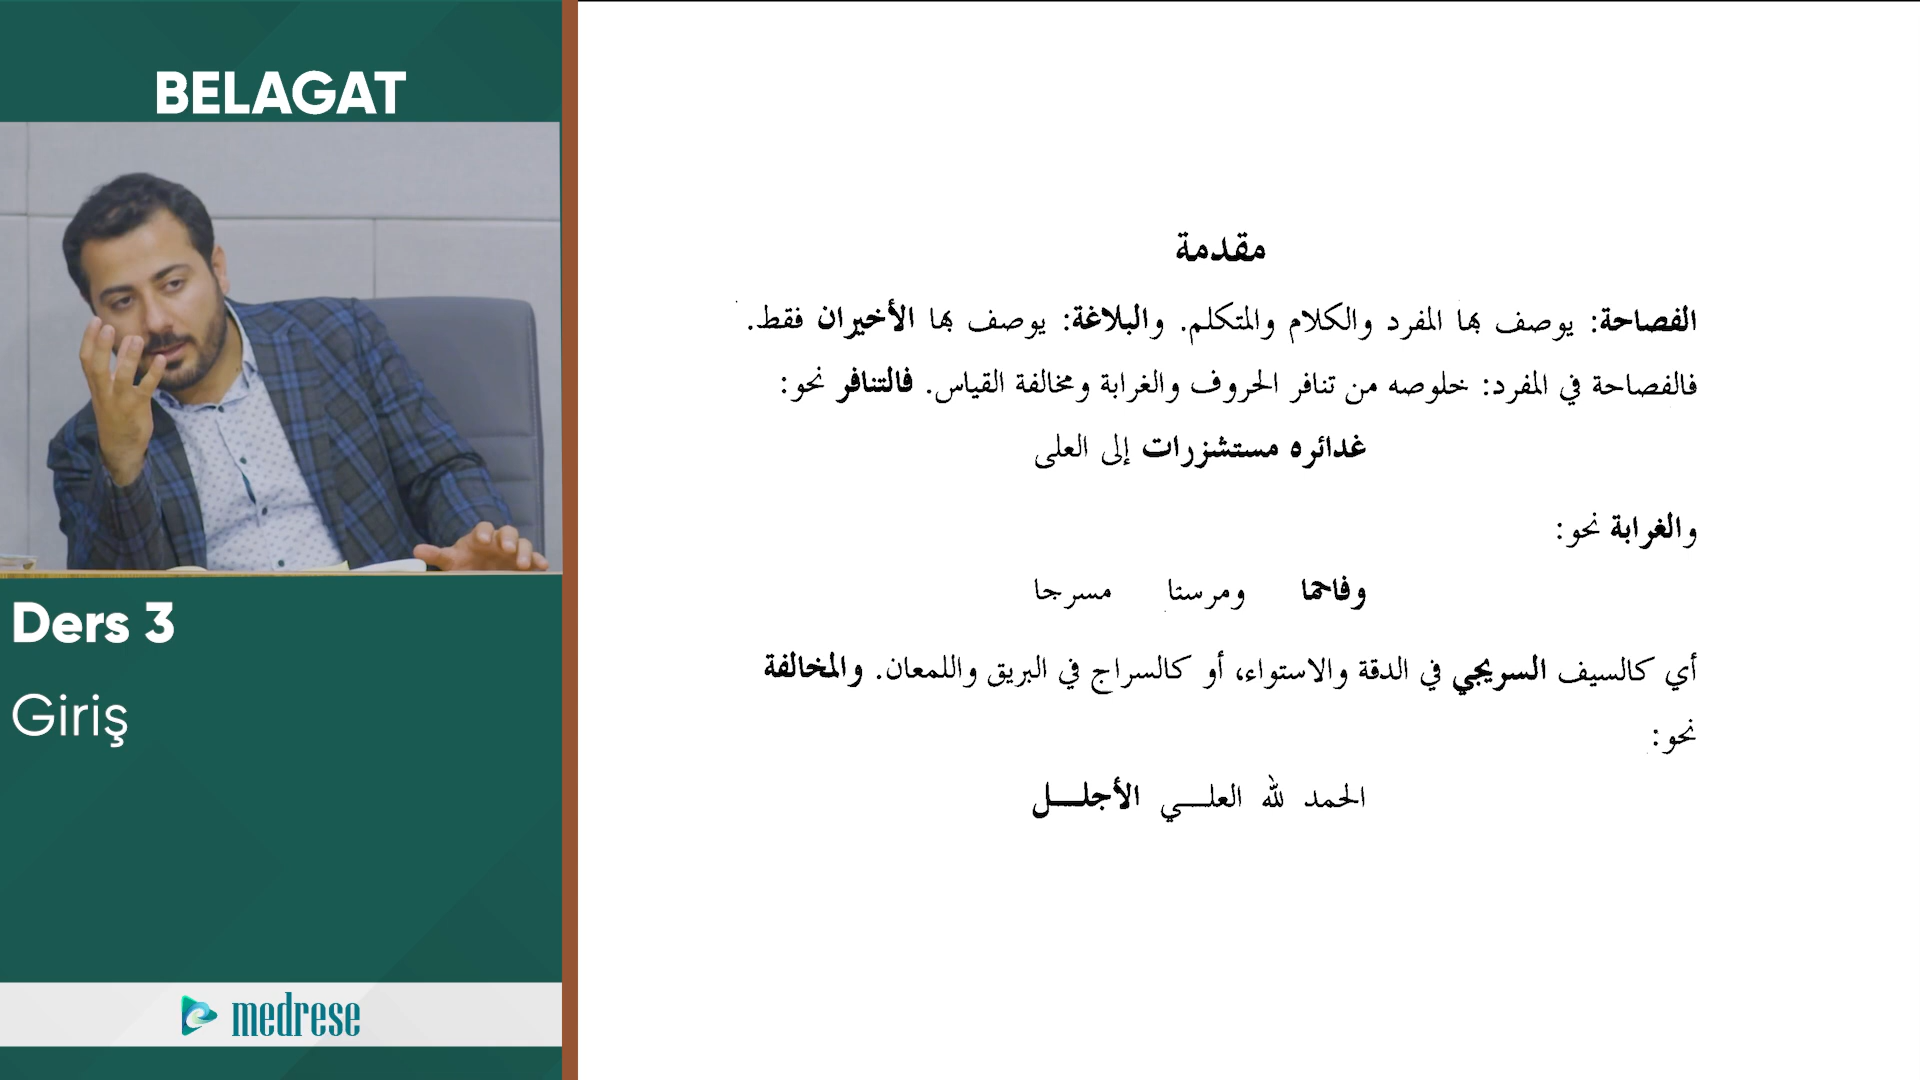 BELAGAT
Ders 3
Giriş
medrese
مقدمة
الفصاحة: يوصف بها المفرد والكلام والمتكلم. والبلاغة: يوصف بها الأخيران فقط.
فالفصاحة في المفرد: خلوصه من تنافر الحروف والغرابة ومخالفة القياس. فالتنافر نحو:
غدائره مستشزرات إلى العلى
والغرابة نحو:
وفاحما ومرسنا مسرجا
أي كالسيف السريجي في الدقة والاستواء، أو كالسراج في البريق واللمعان. والمخالفة
نحو:
الحمد لله العلـــي الأجلـــل